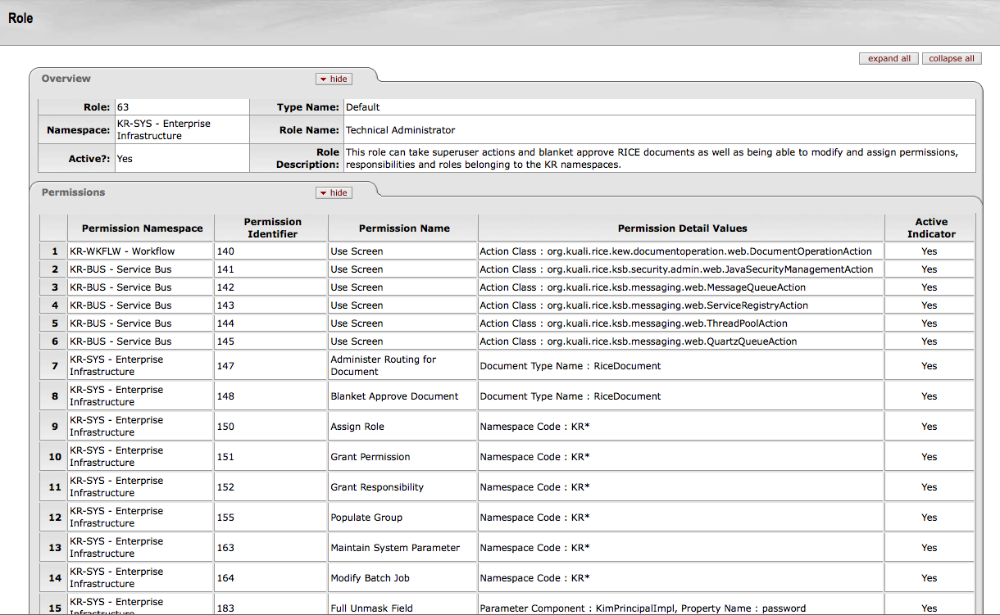 Role
expand all collapse all
Overview hide
Role: 63 Type Name: Default
Namespace: KR-SYS - Enterprise Infrastructure Role Name: Technical Administrator
Active?: Yes Role Description: This role can take superuser actions and blanket approve RICE documents as well as being able to modify and assign permissions, responsibilities and roles belonging to the KR namespaces.
Permissions hide
Permission Namespace Permission Identifier Permission Name Permission Detail Values Active Indicator
1 KR-WKFLW - Workflow 140 Use Screen Action Class : org.kuali.rice.kew.documentoperation.web.DocumentOperationAction Yes
2 KR-BUS - Service Bus 141 Use Screen Action Class : org.kuali.rice.ksb.security.admin.web.JavaSecurityManagementAction Yes
3 KR-BUS - Service Bus 142 Use Screen Action Class : org.kuali.rice.ksb.messaging.web.MessageQueueAction Yes
4 KR-BUS - Service Bus 143 Use Screen Action Class : org.kuali.rice.ksb.messaging.web.ServiceRegistryAction Yes
5 KR-BUS - Service Bus 144 Use Screen Action Class : org.kuali.rice.ksb.messaging.web.ThreadPoolAction Yes
6 KR-BUS - Service Bus 145 Use Screen Action Class : org.kuali.rice.ksb.messaging.web.QuartzQueueAction Yes
7 KR-SYS - Enterprise Infrastructure 147 Administer Routing for Document Document Type Name : RiceDocument Yes
8 KR-SYS - Enterprise Infrastructure 148 Blanket Approve Document Document Type Name : RiceDocument Yes
9 KR-SYS - Enterprise Infrastructure 150 Assign Role Namespace Code : KR* Yes
10 KR-SYS - Enterprise Infrastructure 151 Grant Permission Namespace Code : KR* Yes
11 KR-SYS - Enterprise Infrastructure 152 Grant Responsibility Namespace Code : KR* Yes
12 KR-SYS - Enterprise Infrastructure 155 Populate Group Namespace Code : KR* Yes
13 KR-SYS - Enterprise Infrastructure 163 Maintain System Parameter Namespace Code : KR* Yes
14 KR-SYS - Enterprise Infrastructure 164 Modify Batch Job Namespace Code : KR* Yes
15 KR-SYS - Enterprise Infrastructure 183 Full Unmask Field Parameter Component : KimPrincipalImpl, Property Name : password Yes